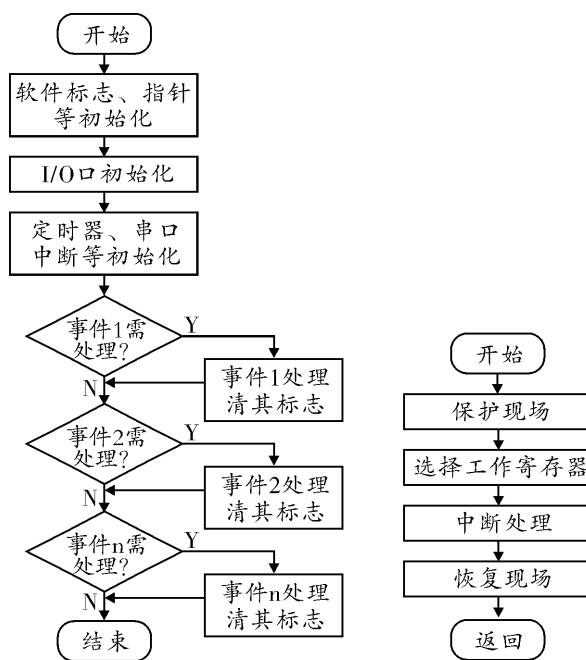 开始
软件标志、指针
等初始化
I/O口初始化
定时器、串口
中断等初始化
事件1需
处理?
Y
N
事件1处理
清其标志
事件2需
处理?
Y
N
事件2处理
清其标志
事件n需
处理?
Y
N
事件n处理
清其标志
结束
开始
保护现场
选择工作寄存器
中断处理
恢复现场
返回